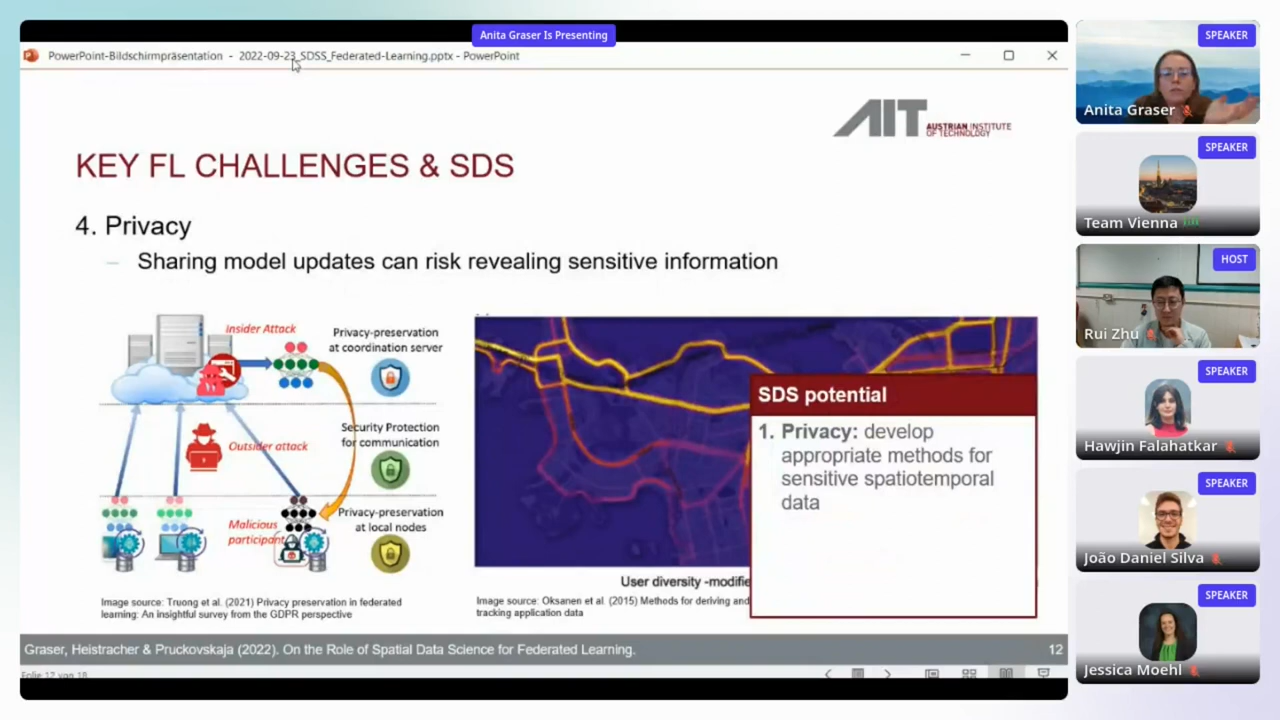 Anita Graser Is Presenting
PowerPoint-Bildschirmpräsentation - 2022-09-23_SDSS_Federated-Learning.pptx - PowerPoint
AIT AUSTRIAN INSTITUTE
OF TECHNOLOGY
KEY FL CHALLENGES & SDS
4. Privacy
– Sharing model updates can risk revealing sensitive information
Insider Attack
Privacy-preservation
at coordination server
Outsider attack
Security Protection
for communication
Malicious
participant
Privacy-preservation
at local nodes
Image source: Truong et al. (2021) Privacy preservation in federated
learning: An insightful survey from the GDPR perspective
SDS potential
1. Privacy: develop
appropriate methods for
sensitive spatiotemporal
data
User diversity -modifie
Image source: Oksanen et al. (2015) Methods for deriving and
tracking application data
Graser, Heistracher & Pruckovskaja (2022). On the Role of Spatial Data Science for Federated Learning.
12
Folie 12 von 18
SPEAKER
Anita Graser
SPEAKER
Team Vienna
HOST
Rui Zhu
SPEAKER
Hawjin Falahatkar
SPEAKER
João Daniel Silva
SPEAKER
Jessica Moehl